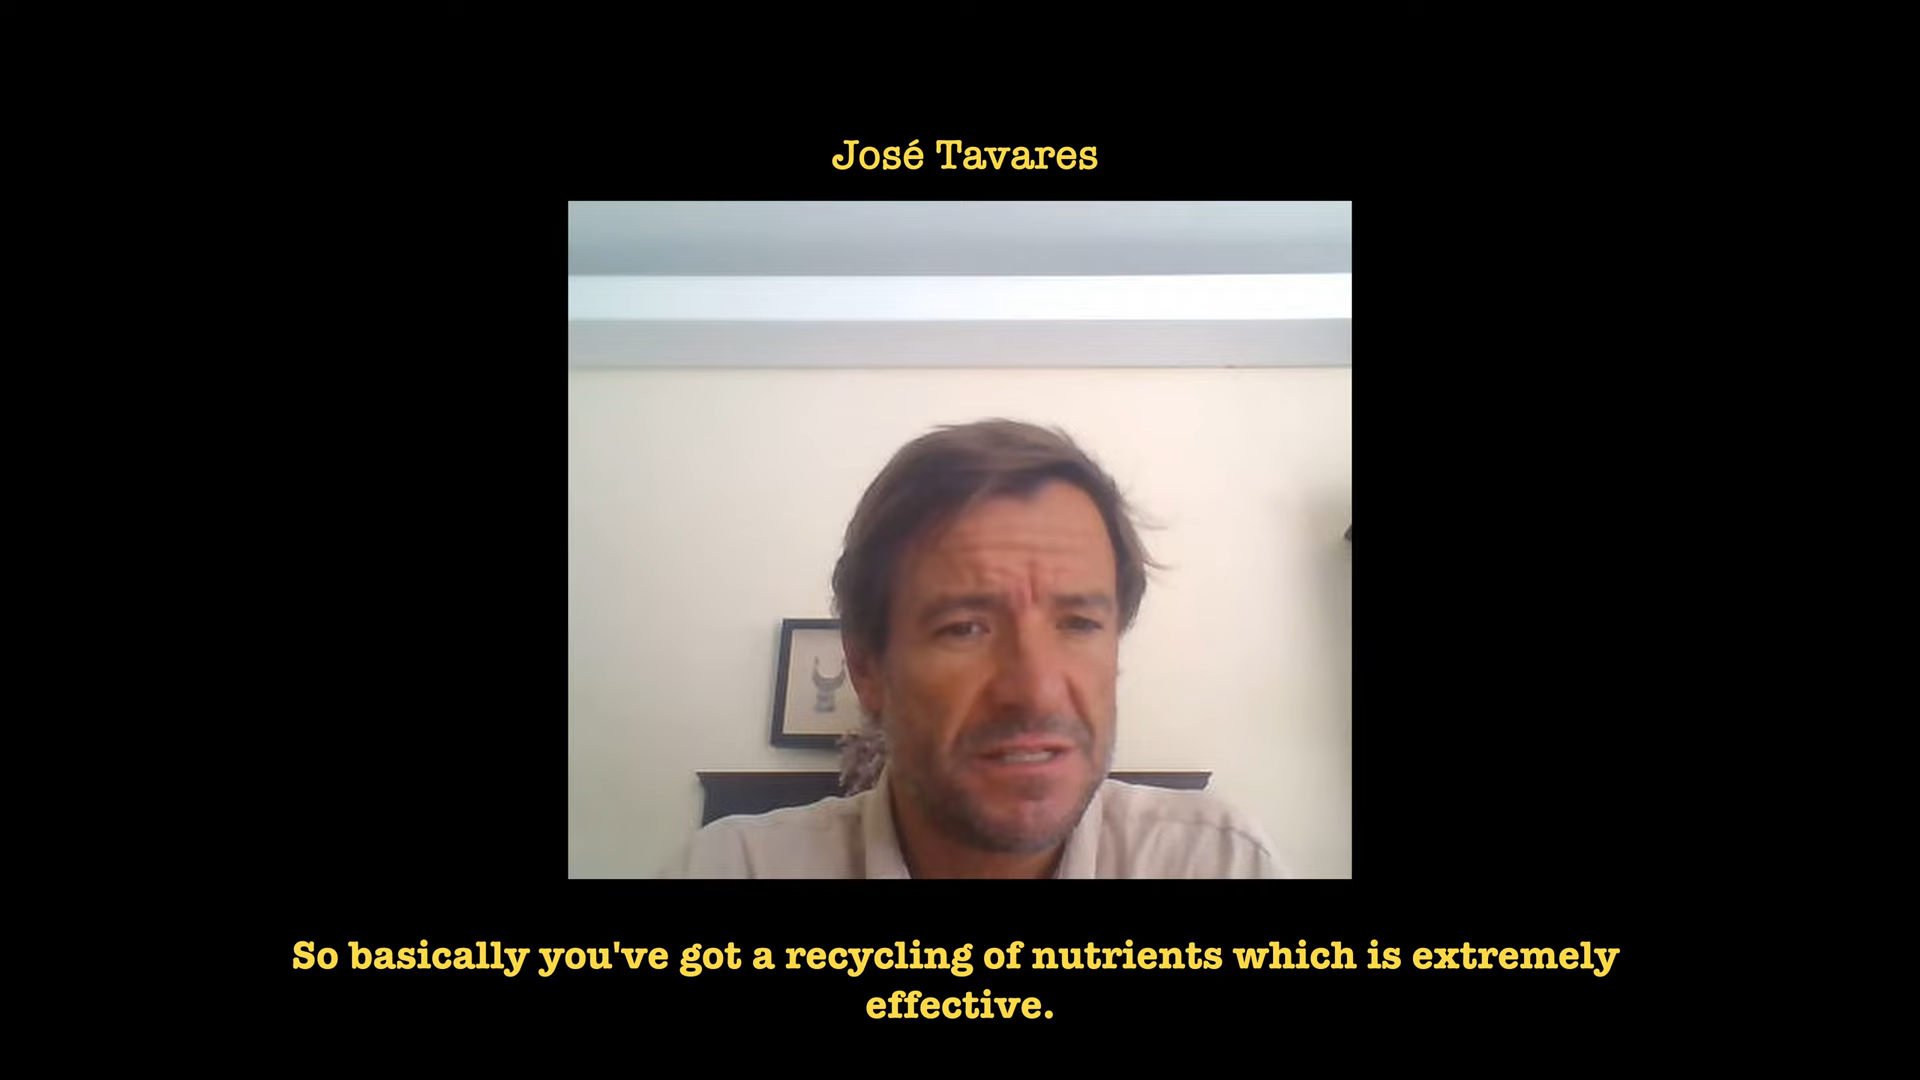 José Tavares
So basically you've got a recycling of nutrients which is extremely
effective.